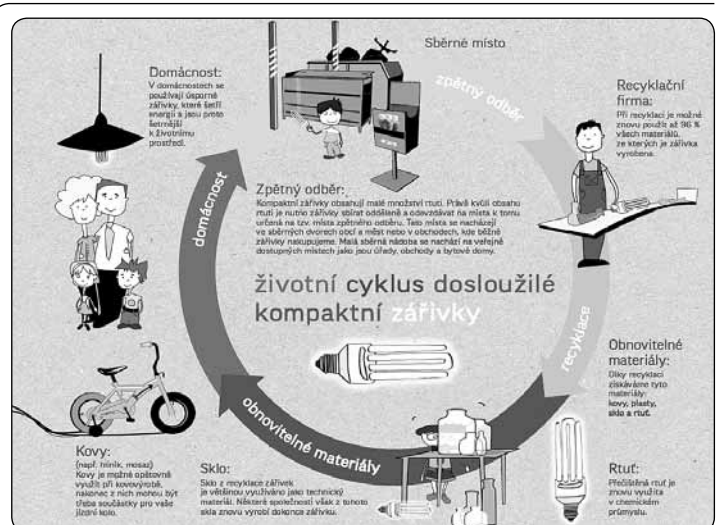 Sběrné místo
Domácnost:
V domácnostech se
používají úsporné
zářivky, které šetří
energii a jsou proto
šetrnější
k životnímu
prostředí.
zpětný odběr
Recyklační
firma:
Při recyklaci je možné
znovu použít až 96 %
všech materiálů,
ze kterých je zářivka
vyrobena.
domácnost
Zpětný odběr:
Kompaktní zářivky obsahují malé množství rtuti. Právě kvůli obsahu
rtuti je nutno zářivky sbírat odděleně a odevzdávat na místa k tomu
určená na tzv. místa zpětného odběru. Tato místa se nacházejí
ve sběrných dvorech obcí a měst nebo v obchodech, kde běžně
zářivky nakupujeme. Malá sběrná nádoba se nachází na veřejně
dostupných místech jako jsou úřady, obchody a bytové domy.
životní cyklus dosloužilé
kompaktní zářivky
recyklace
Obnovitelné
materiály:
Díky recyklaci
získáváme tyto
materiály:
kovy, plasty,
sklo a rtuť.
obnovitelné materiály
Kovy:
(např. hliník, mosaz)
Kovy je možné opětovně
využít při kovovýrobě,
nakonec z nich mohou být
třeba součástky pro vaše
jízdní kolo.
Sklo:
Sklo z recyklace zářivek
je většinou využíváno jako technický
materiál. Některé společnosti však z tohoto
skla znovu vyrobí dokonce zářivku.
Rtuť:
Přečištěná rtuť je
znovu využita
v chemickém
průmyslu.